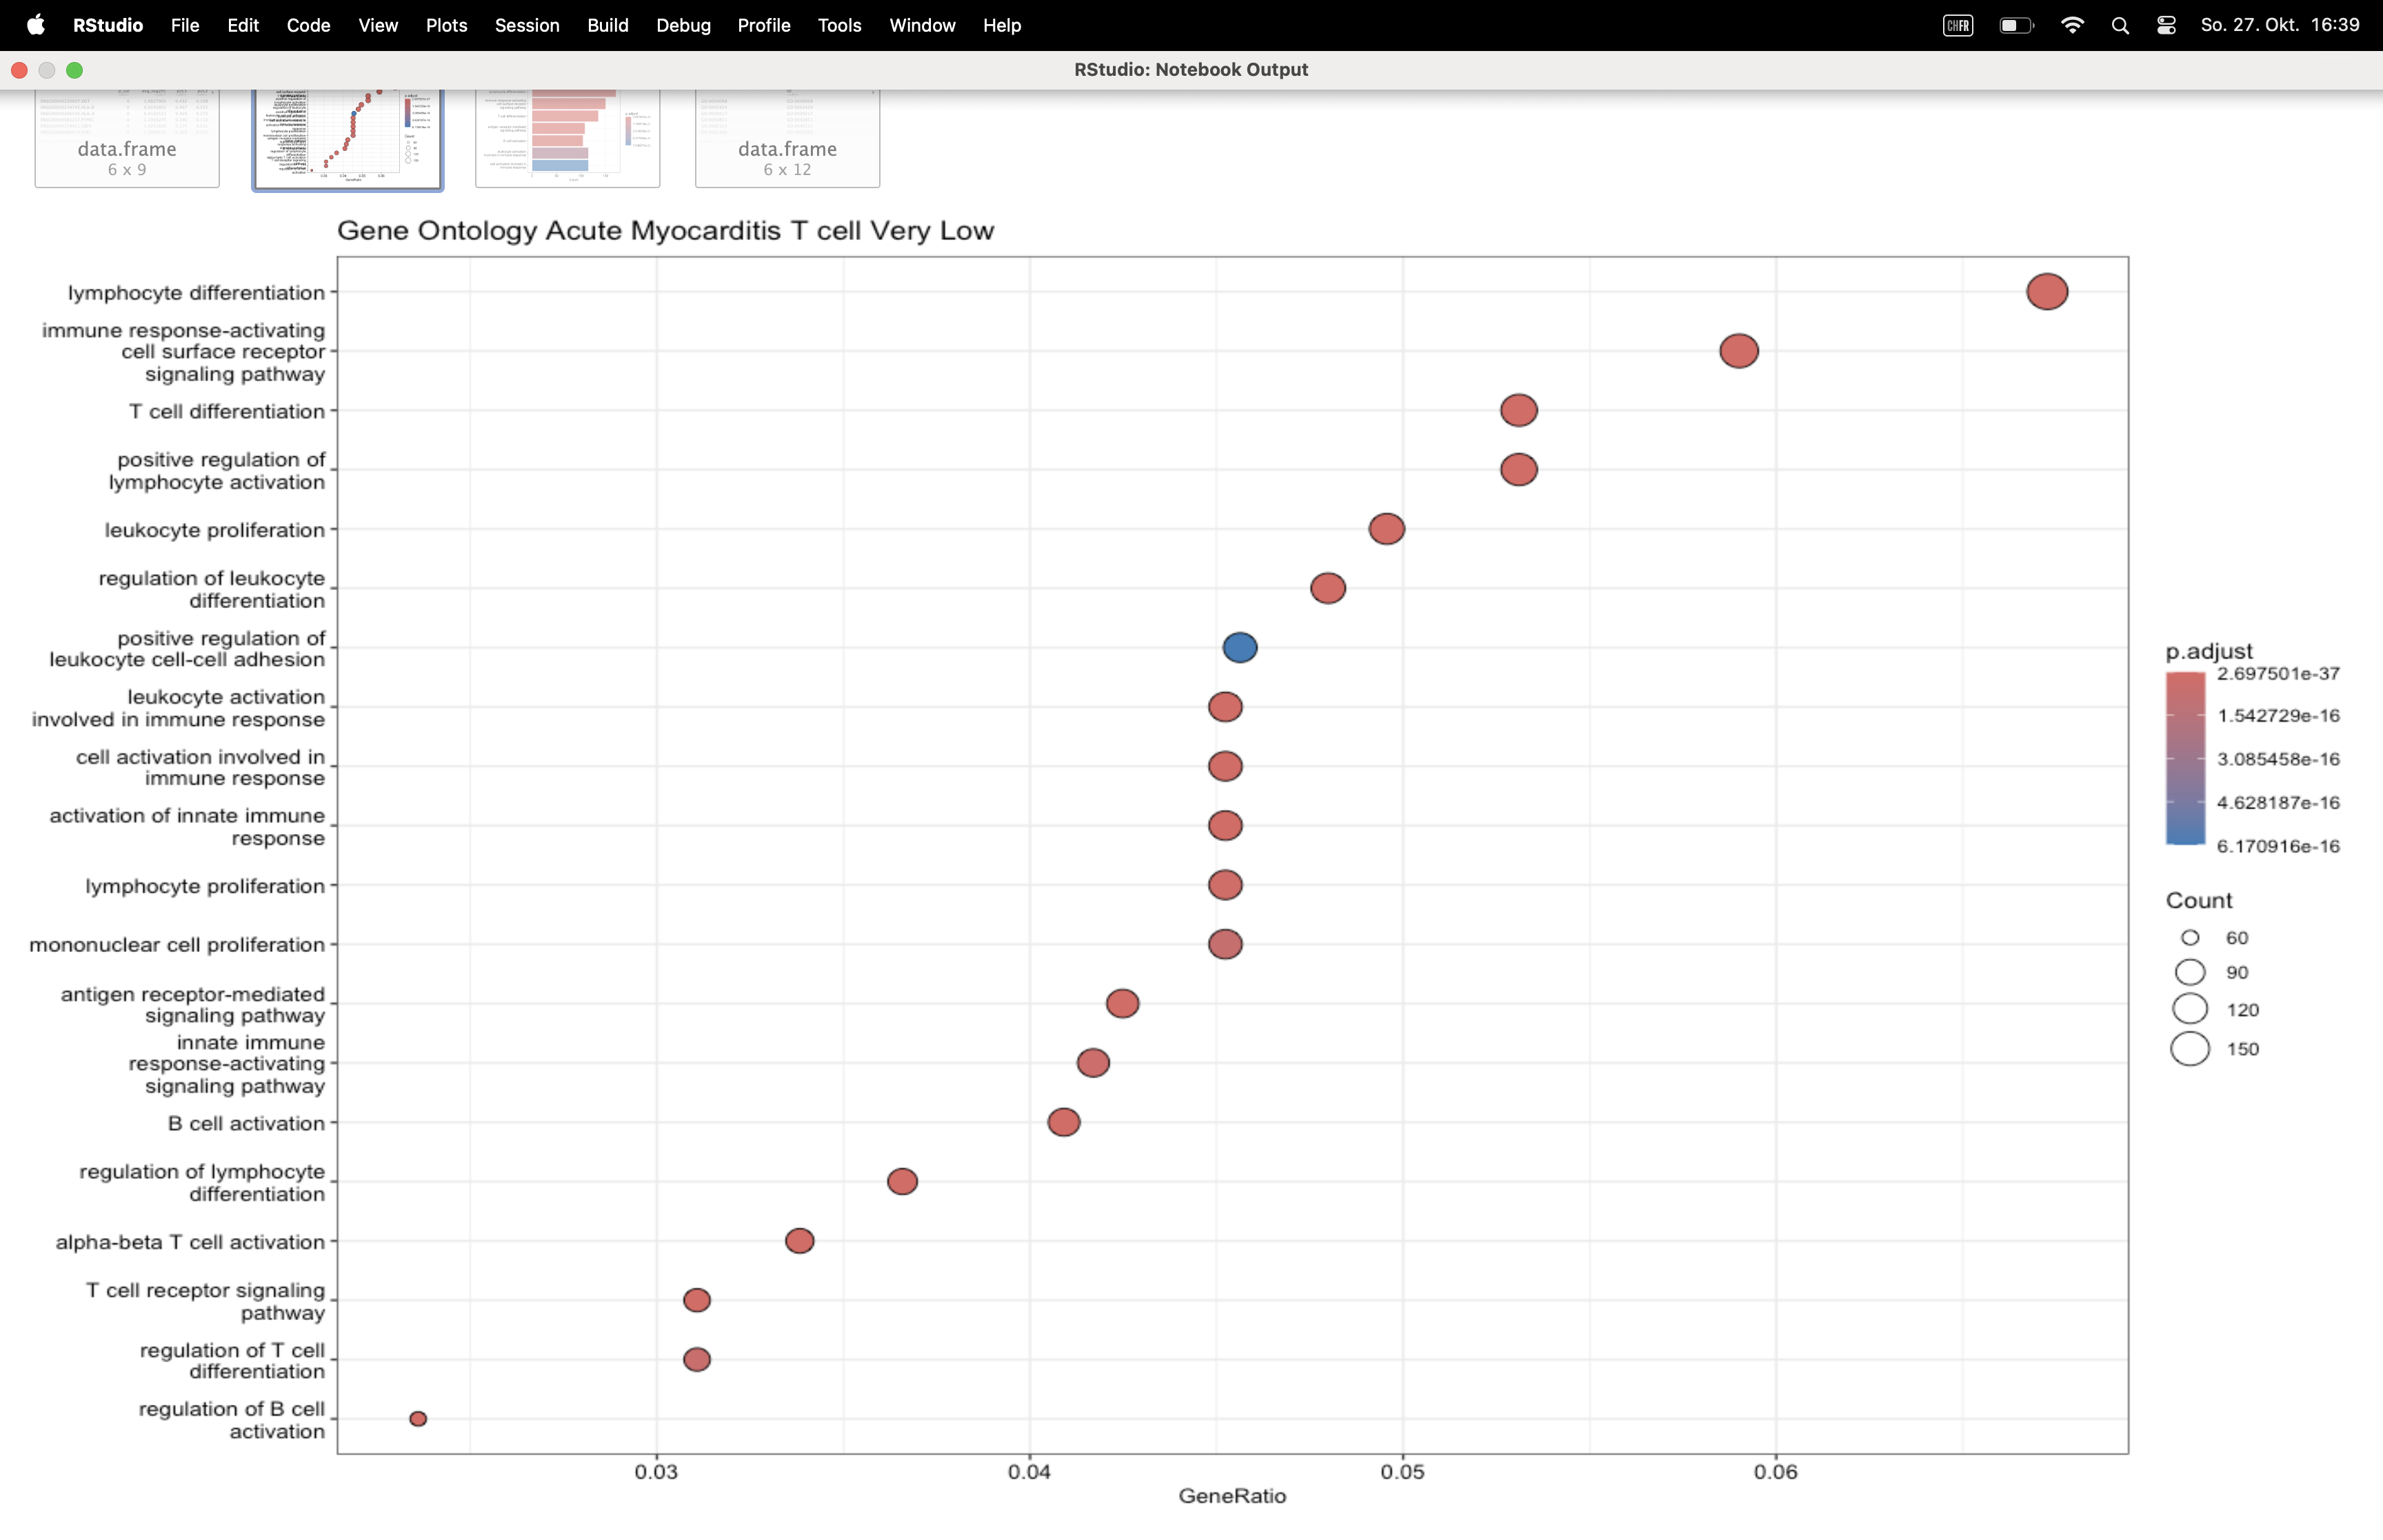 RStudio File Edit Code View Plots Session Build Debug Profile Tools Window Help CHFR So. 27. Okt. 16:39
RStudio: Notebook Output
data.frame
6 x 9
data.frame
6 x 12
Gene Ontology Acute Myocarditis T cell Very Low
lymphocyte differentiation
immune response-activating
cell surface receptor
signaling pathway
T cell differentiation
positive regulation of
lymphocyte activation
leukocyte proliferation
regulation of leukocyte
differentiation
positive regulation of
leukocyte cell-cell adhesion
leukocyte activation
involved in immune response
cell activation involved in
immune response
activation of innate immune
response
lymphocyte proliferation
mononuclear cell proliferation
antigen receptor-mediated
signaling pathway
innate immune
response-activating
signaling pathway
B cell activation
regulation of lymphocyte
differentiation
alpha-beta T cell activation
T cell receptor signaling
pathway
regulation of T cell
differentiation
regulation of B cell
activation
0.03 0.04 0.05 0.06
GeneRatio
p.adjust
2.697501e-37
1.542729e-16
3.085458e-16
4.628187e-16
6.170916e-16
Count
60
90
120
150